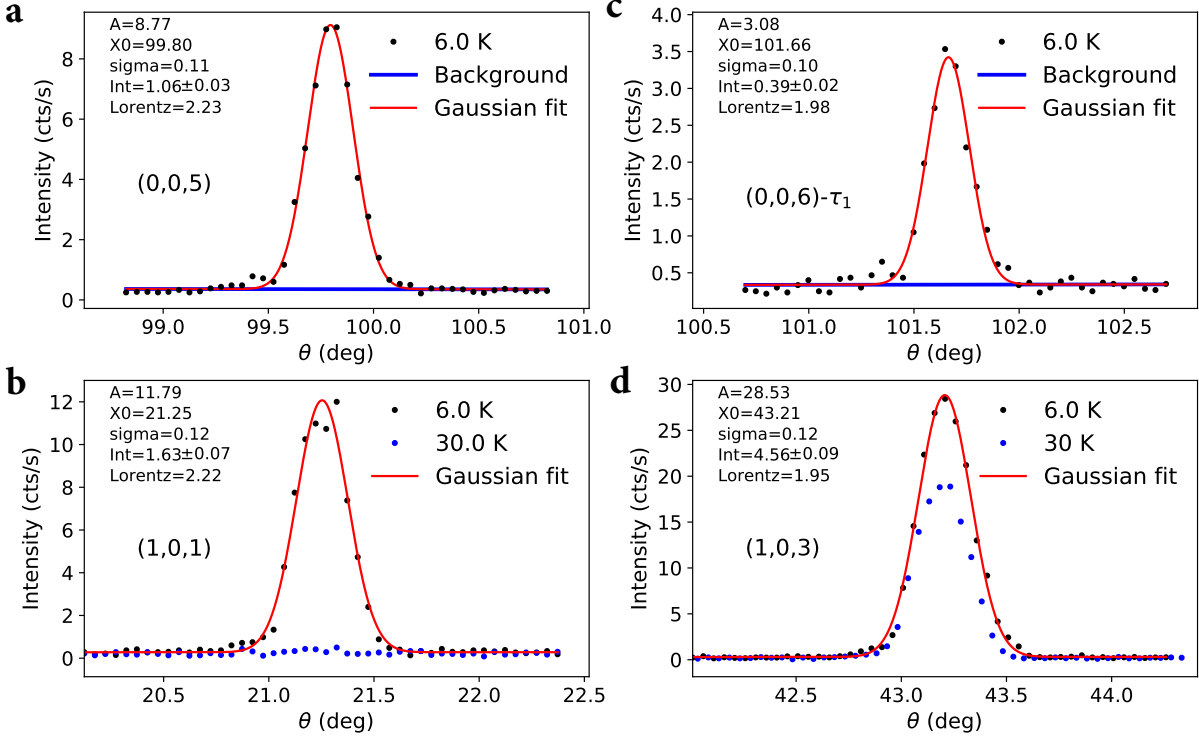 a
A=8.77
X0=99.80
sigma=0.11
Int=1.06±0.03
Lorentz=2.23
6.0 K
Background
Gaussian fit
(0,0,5)
Intensity (cts/s)
8
6
4
2
0
99.0 99.5 100.0 100.5 101.0
θ (deg)
c
A=3.08
X0=101.66
sigma=0.10
Int=0.39±0.02
Lorentz=1.98
6.0 K
Background
Gaussian fit
(0,0,6)-τ1
Intensity (cts/s)
4.0
3.5
3.0
2.5
2.0
1.5
1.0
0.5
100.5 101.0 101.5 102.0 102.5
θ (deg)
b
A=11.79
X0=21.25
sigma=0.12
Int=1.63±0.07
Lorentz=2.22
6.0 K
30.0 K
Gaussian fit
(1,0,1)
Intensity (cts/s)
12
10
8
6
4
2
0
20.5 21.0 21.5 22.0 22.5
θ (deg)
d
A=28.53
X0=43.21
sigma=0.12
Int=4.56±0.09
Lorentz=1.95
6.0 K
30 K
Gaussian fit
(1,0,3)
Intensity (cts/s)
30
25
20
15
10
5
0
42.5 43.0 43.5 44.0
θ (deg)